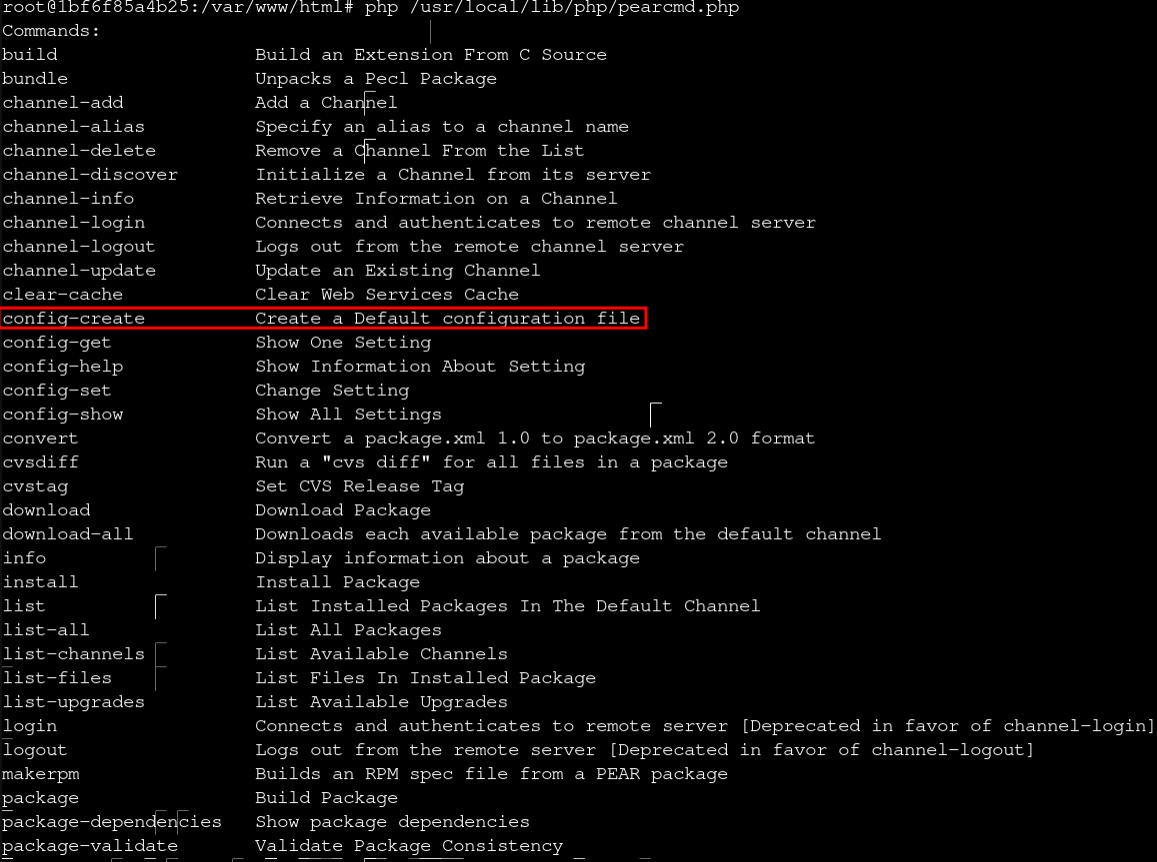 root@1bf6f85a4b25:/var/www/html# php /usr/local/lib/php/pearcmd.php
Commands:
build Build an Extension From C Source
bundle Unpacks a Pecl Package
channel-add Add a Channel
channel-alias Specify an alias to a channel name
channel-delete Remove a Channel From the List
channel-discover Initialize a Channel from its server
channel-info Retrieve Information on a Channel
channel-login Connects and authenticates to remote channel server
channel-logout Logs out from the remote channel server
channel-update Update an Existing Channel
clear-cache Clear Web Services Cache
config-create Create a Default configuration file
config-get Show One Setting
config-help Show Information About Setting
config-set Change Setting
config-show Show All Settings
convert Convert a package.xml 1.0 to package.xml 2.0 format
cvsdiff Run a "cvs diff" for all files in a package
cvstag Set CVS Release Tag
download Download Package
download-all Downloads each available package from the default channel
info Display information about a package
install Install Package
list List Installed Packages In The Default Channel
list-all List All Packages
list-channels List Available Channels
list-files List Files In Installed Package
list-upgrades List Available Upgrades
login Connects and authenticates to remote server [Deprecated in favor of channel-login]
logout Logs out from the remote server [Deprecated in favor of channel-logout]
makerpm Builds an RPM spec file from a PEAR package
package Build Package
package-dependencies Show package dependencies
package-validate Validate Package Consistency